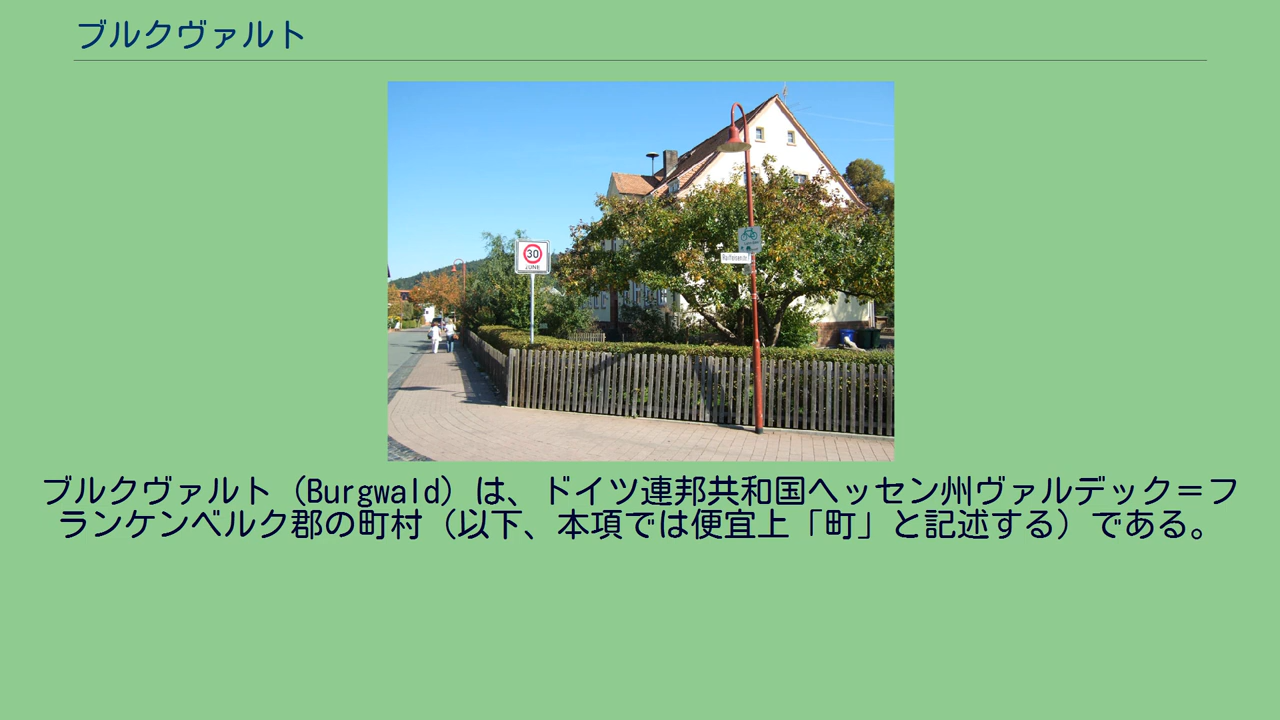 ブルクヴァルト
30
ZONE
ブルクヴァルト（Burgwald）は、ドイツ連邦共和国ヘッセン州ヴァルデック＝フ
ランケンベルク郡の町村（以下、本項では便宜上「町」と記述する）である。